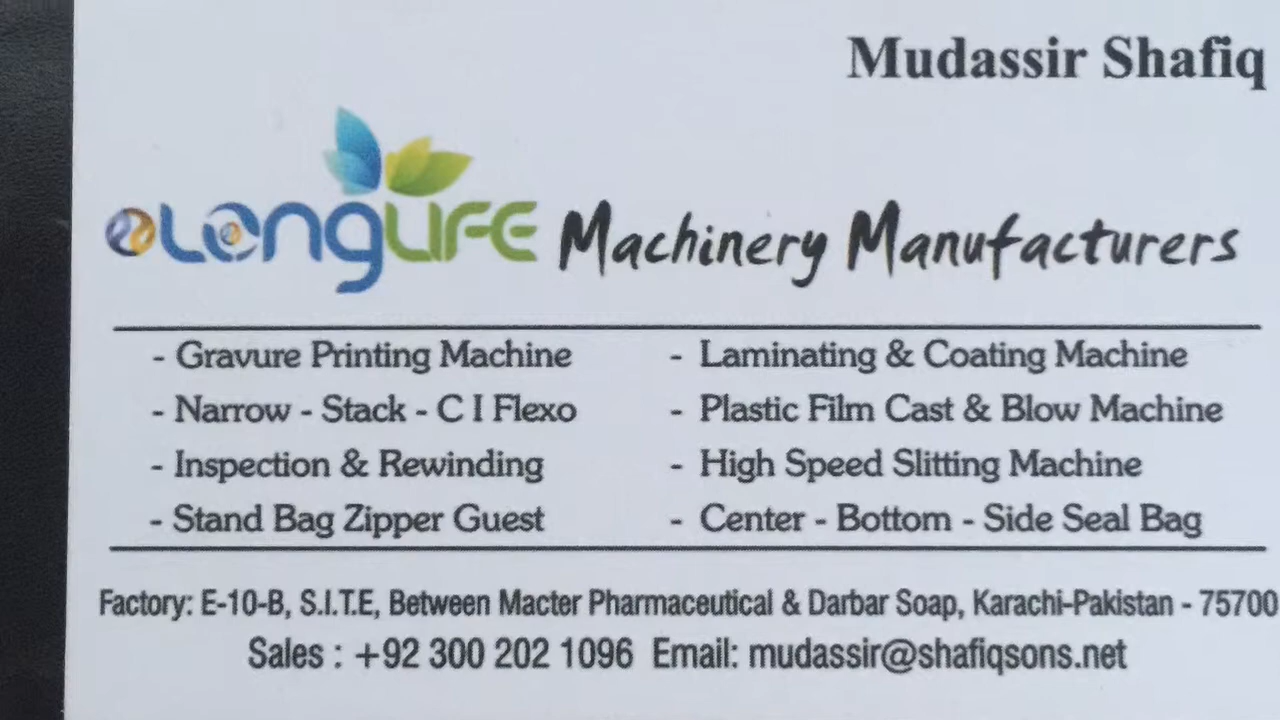 Mudassir Shafiq
LongLIFE Machinery Manufacturers
- Gravure Printing Machine
- Laminating & Coating Machine
- Narrow - Stack - C I Flexo
- Plastic Film Cast & Blow Machine
- Inspection & Rewinding
- High Speed Slitting Machine
- Stand Bag Zipper Guest
- Center - Bottom - Side Seal Bag
Factory: E-10-B, S.I.T.E, Between Macter Pharmaceutical & Darbar Soap, Karachi-Pakistan - 75700
Sales : +92 300 202 1096 Email: mudassir@shafiqsons.net